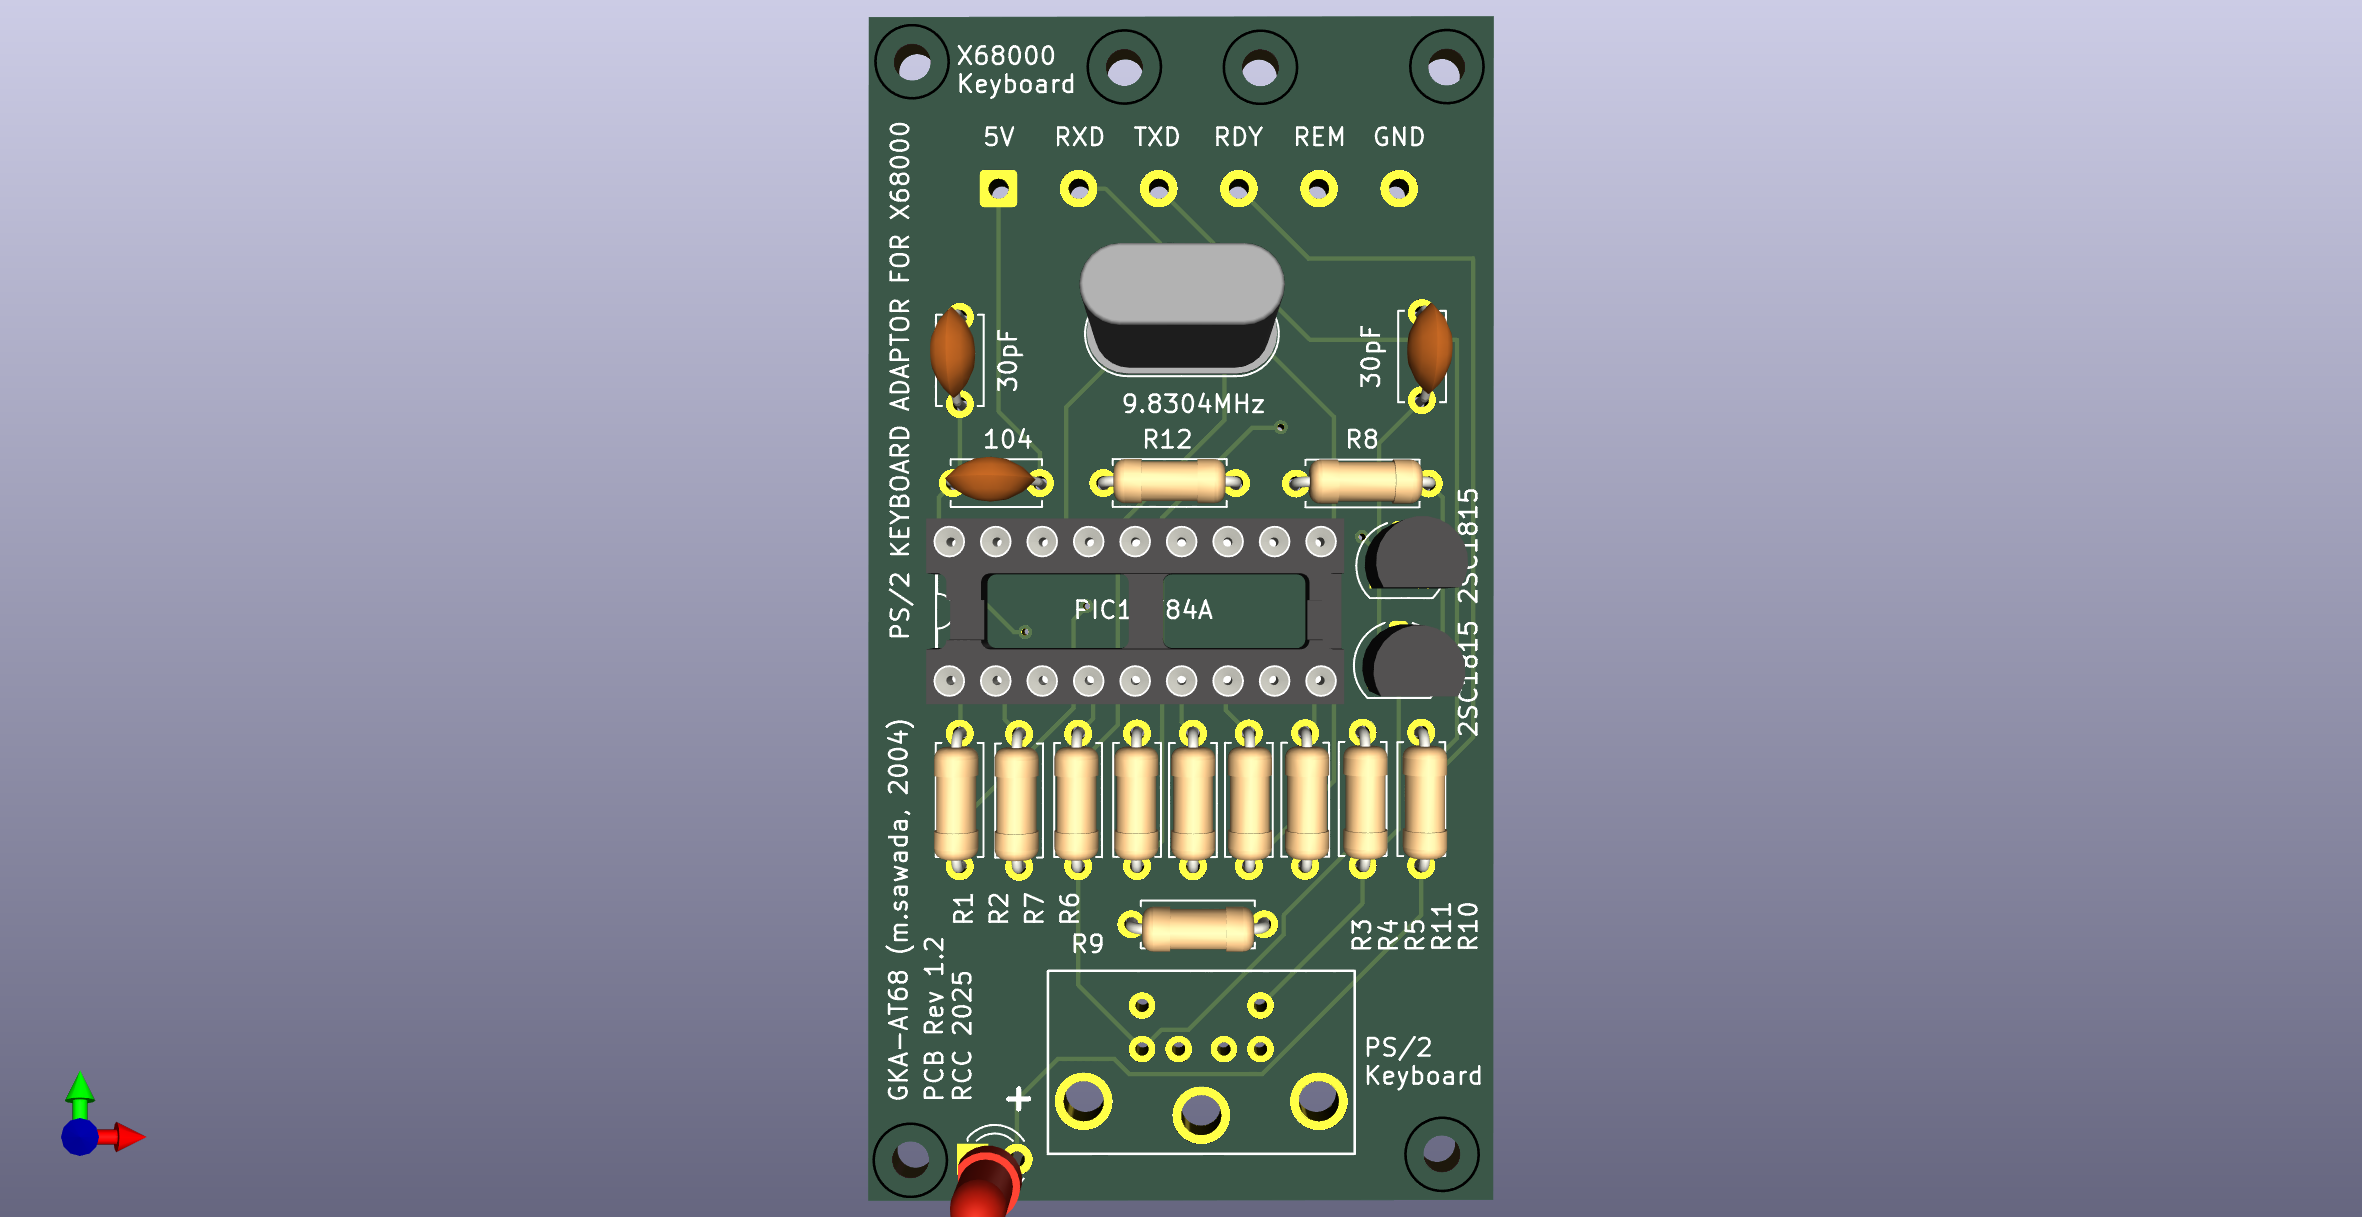 X68000
Keyboard
5V RXD TXD RDY REM GND
PS/2 KEYBOARD ADAPTOR FOR X68000
30pF
30pF
9.8304MHz
104
R12
R8
2SC1815
84A
2SC1815
R1
R2
R7
R6
R9
R3
R4
R5
R11
R10
GKA-AT68 (m.sawada, 2004)
PCB Rev 1.2
RCC 2025
+
PS/2
Keyboard